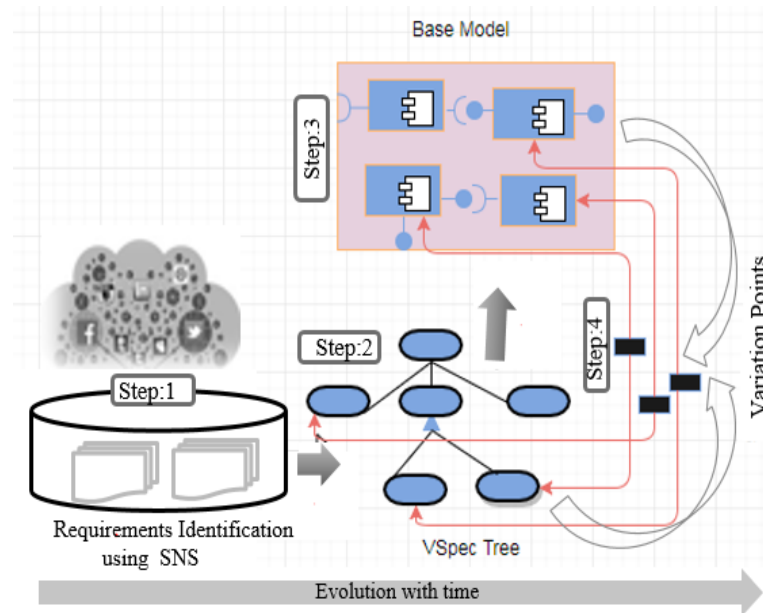 Base Model
Step:3
Step:2
Step:4
Variation Points
f
in
Step:1
Requirements Identification
using SNS
VSpec Tree
Evolution with time